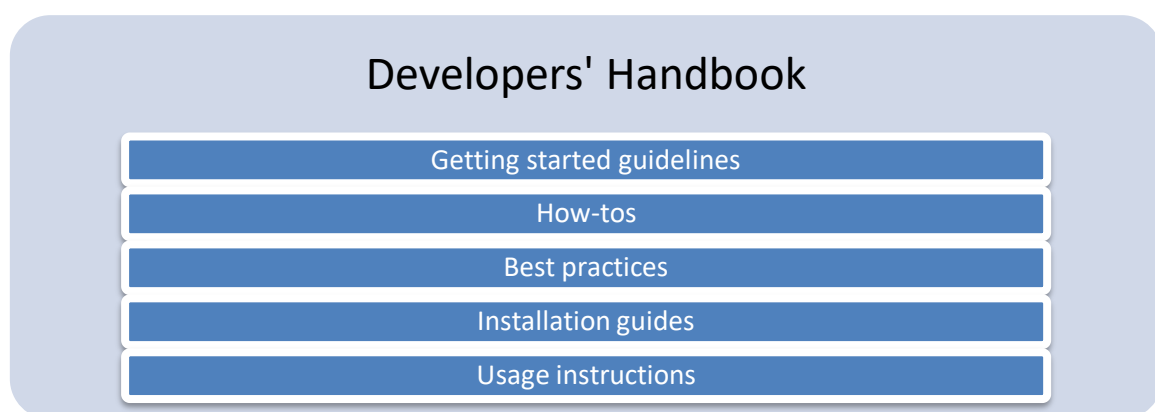 Developers' Handbook
Getting started guidelines
How-tos
Best practices
Installation guides
Usage instructions